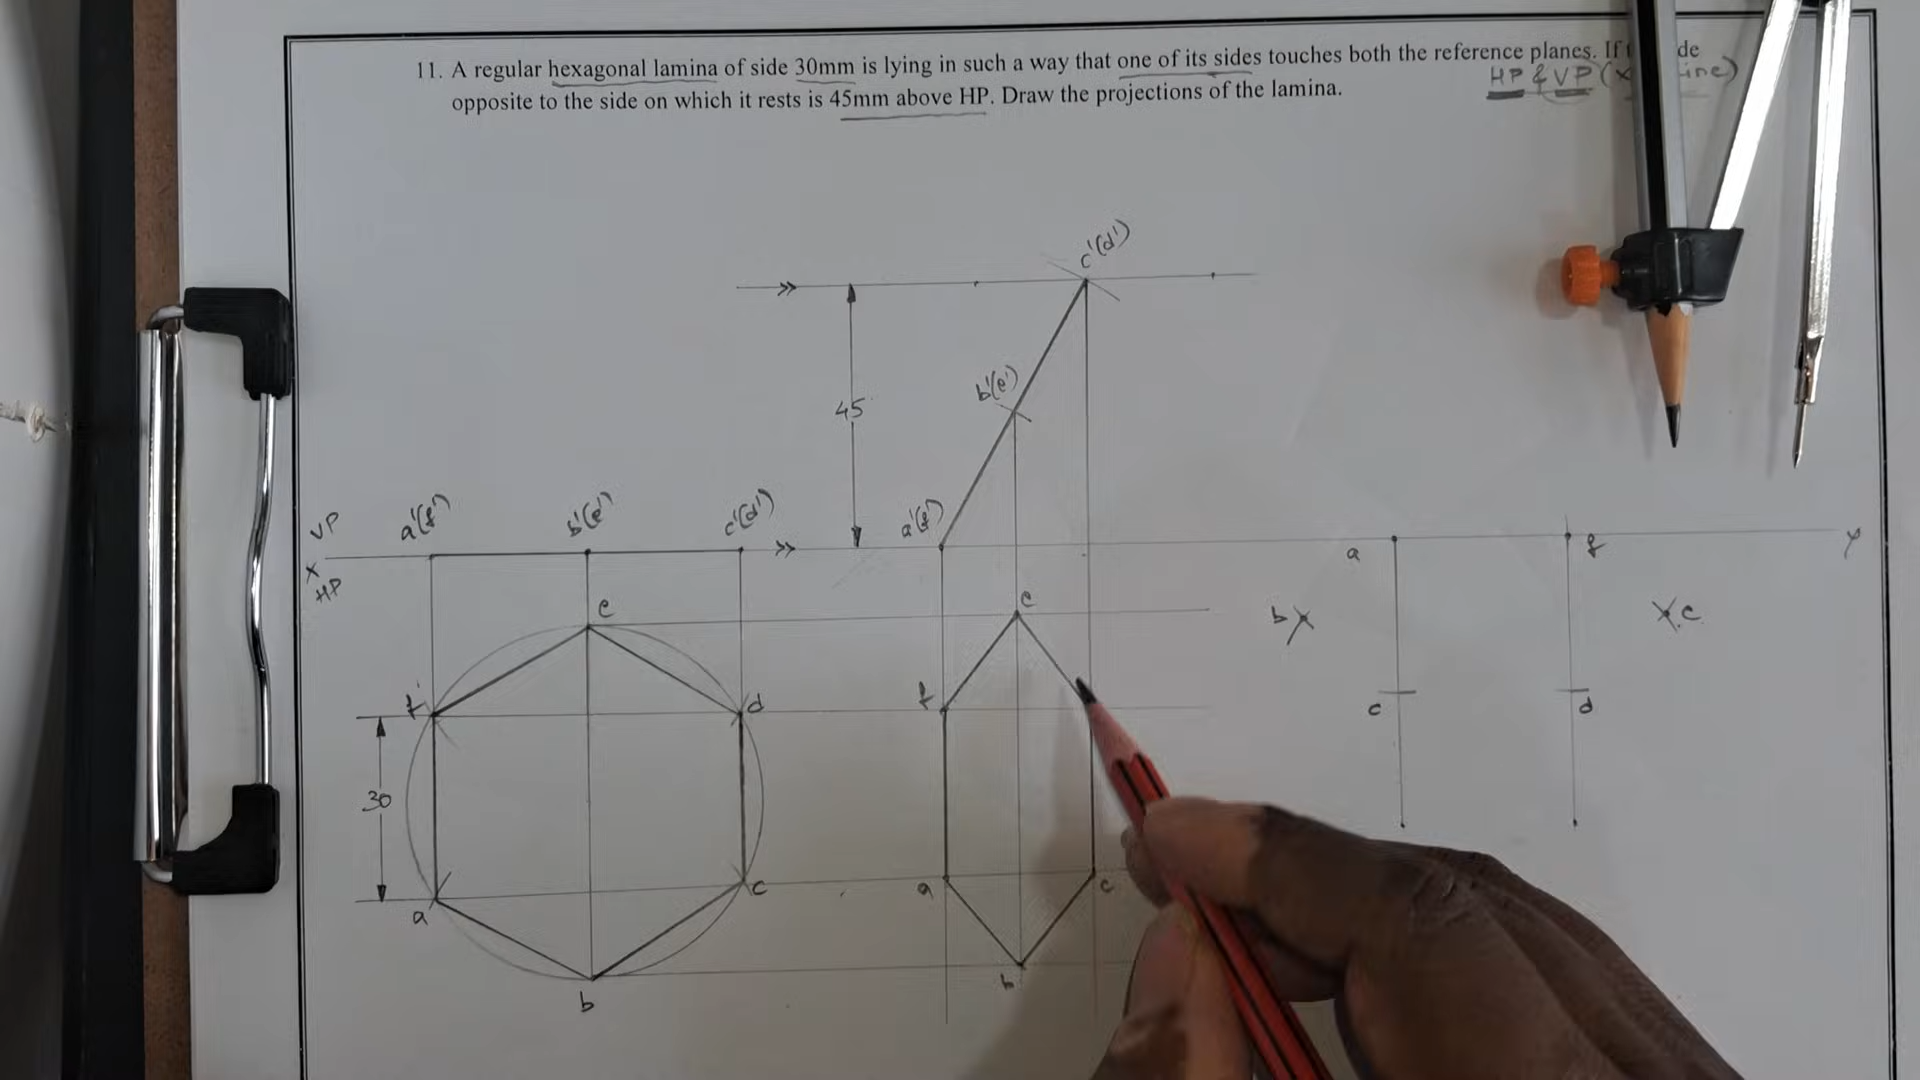 11. A regular hexagonal lamina of side 30mm is lying in such a way that one of its sides touches both the reference planes. If
de
opposite to the side on which it rests is 45mm above HP. Draw the projections of the lamina.
HP & VP (x
line)
c'(d')
b'(e')
45
a'(f')
b'(e')
c'(d')
a'(f')
VP
X
HP
a
f
Y
e
e
b
c
f'
d
f
c
d
30
a
c
a
c
b
b